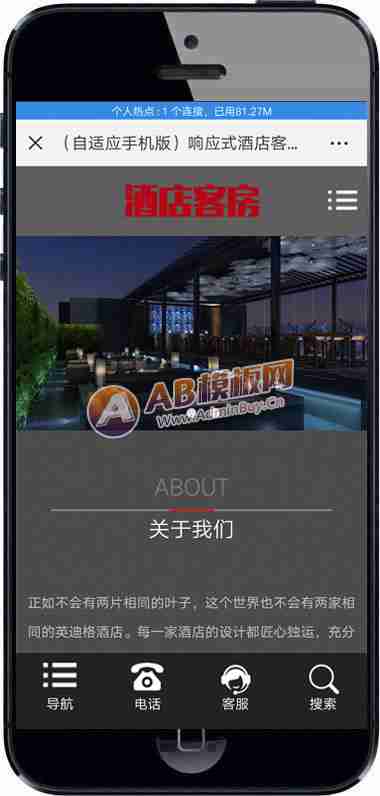 个人热点：1 个连接，已用81.27M
（自适应手机版）响应式酒店客...
酒店客房
AB模板网
www.AdminBuy.Cn
ABOUT
关于我们
正如不会有两片相同的叶子，这个世界也不会有两家相
同的英迪格酒店。每一家酒店的设计都匠心独运，充分
导航 电话 客服 搜索